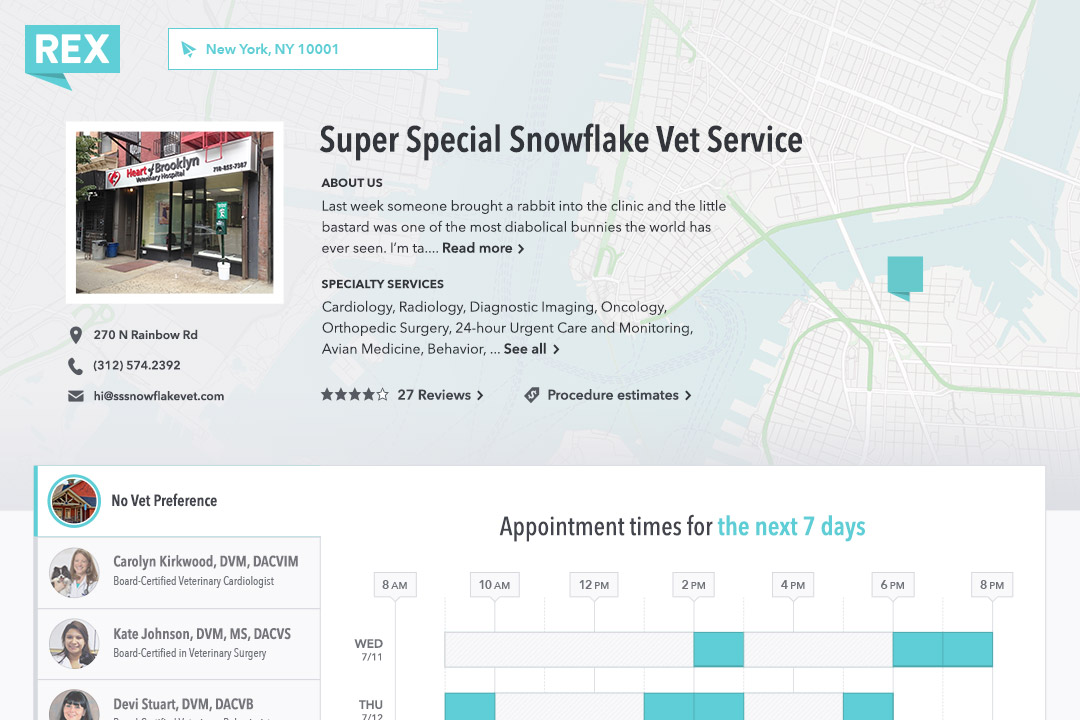 REX
New York, NY 10001
Super Special Snowflake Vet Service
Heart of Brooklyn
Veterinary Hospital
718-855-7387
ABOUT US
Last week someone brought a rabbit into the clinic and the little
bastard was one of the most diabolical bunnies the world has
ever seen. I'm ta.... Read more
SPECIALTY SERVICES
Cardiology, Radiology, Diagnostic Imaging, Oncology,
Orthopedic Surgery, 24-hour Urgent Care and Monitoring,
Avian Medicine, Behavior, ... See all
270 N Rainbow Rd
(312) 574.2392
hi@sssnowflakevet.com
27 Reviews
Procedure estimates
No Vet Preference
Carolyn Kirkwood, DVM, DACVIM
Board-Certified Veterinary Cardiologist
Kate Johnson, DVM, MS, DACVS
Board-Certified in Veterinary Surgery
Devi Stuart, DVM, DACVB
Appointment times for the next 7 days
8 AM 10 AM 12 PM 2 PM 4 PM 6 PM 8 PM
WED
7/11
THU
7/12